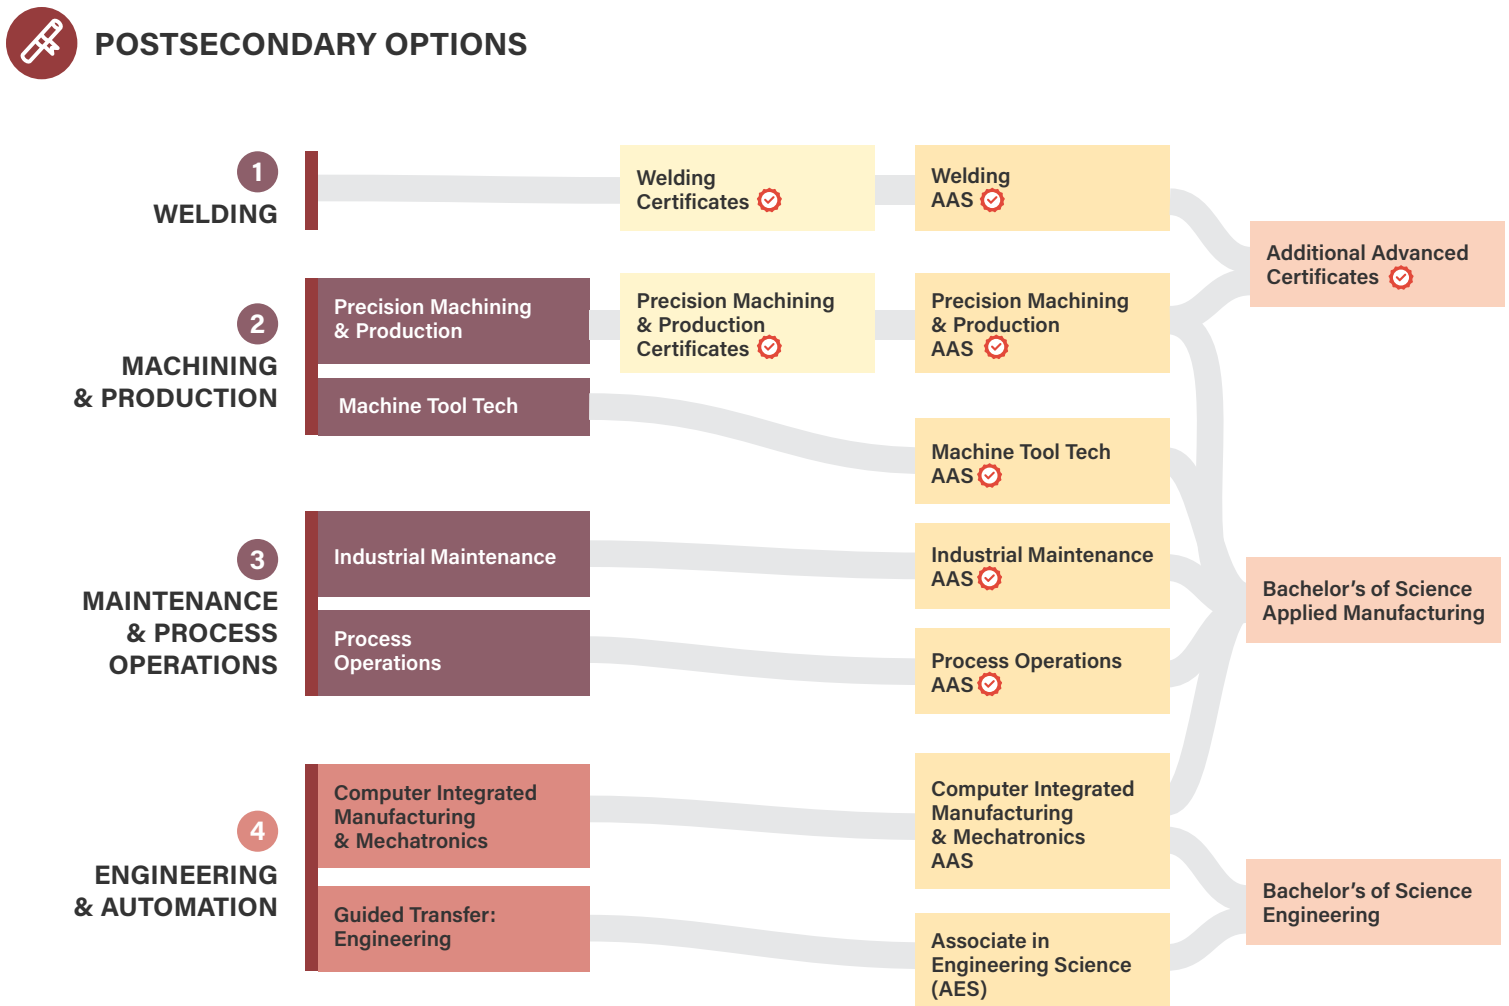 POSTSECONDARY OPTIONS
1
WELDING
Welding
Certificates
Welding
AAS
Additional Advanced
Certificates
2
MACHINING
& PRODUCTION
Precision Machining
& Production
Precision Machining
& Production
Certificates
Precision Machining
& Production
AAS
Machine Tool Tech
Machine Tool Tech
AAS
3
MAINTENANCE
& PROCESS
OPERATIONS
Industrial Maintenance
Industrial Maintenance
AAS
Process
Operations
Process Operations
AAS
Bachelor’s of Science
Applied Manufacturing
4
ENGINEERING
& AUTOMATION
Computer Integrated
Manufacturing
& Mechatronics
Computer Integrated
Manufacturing
& Mechatronics
AAS
Guided Transfer:
Engineering
Associate in
Engineering Science
(AES)
Bachelor’s of Science
Engineering